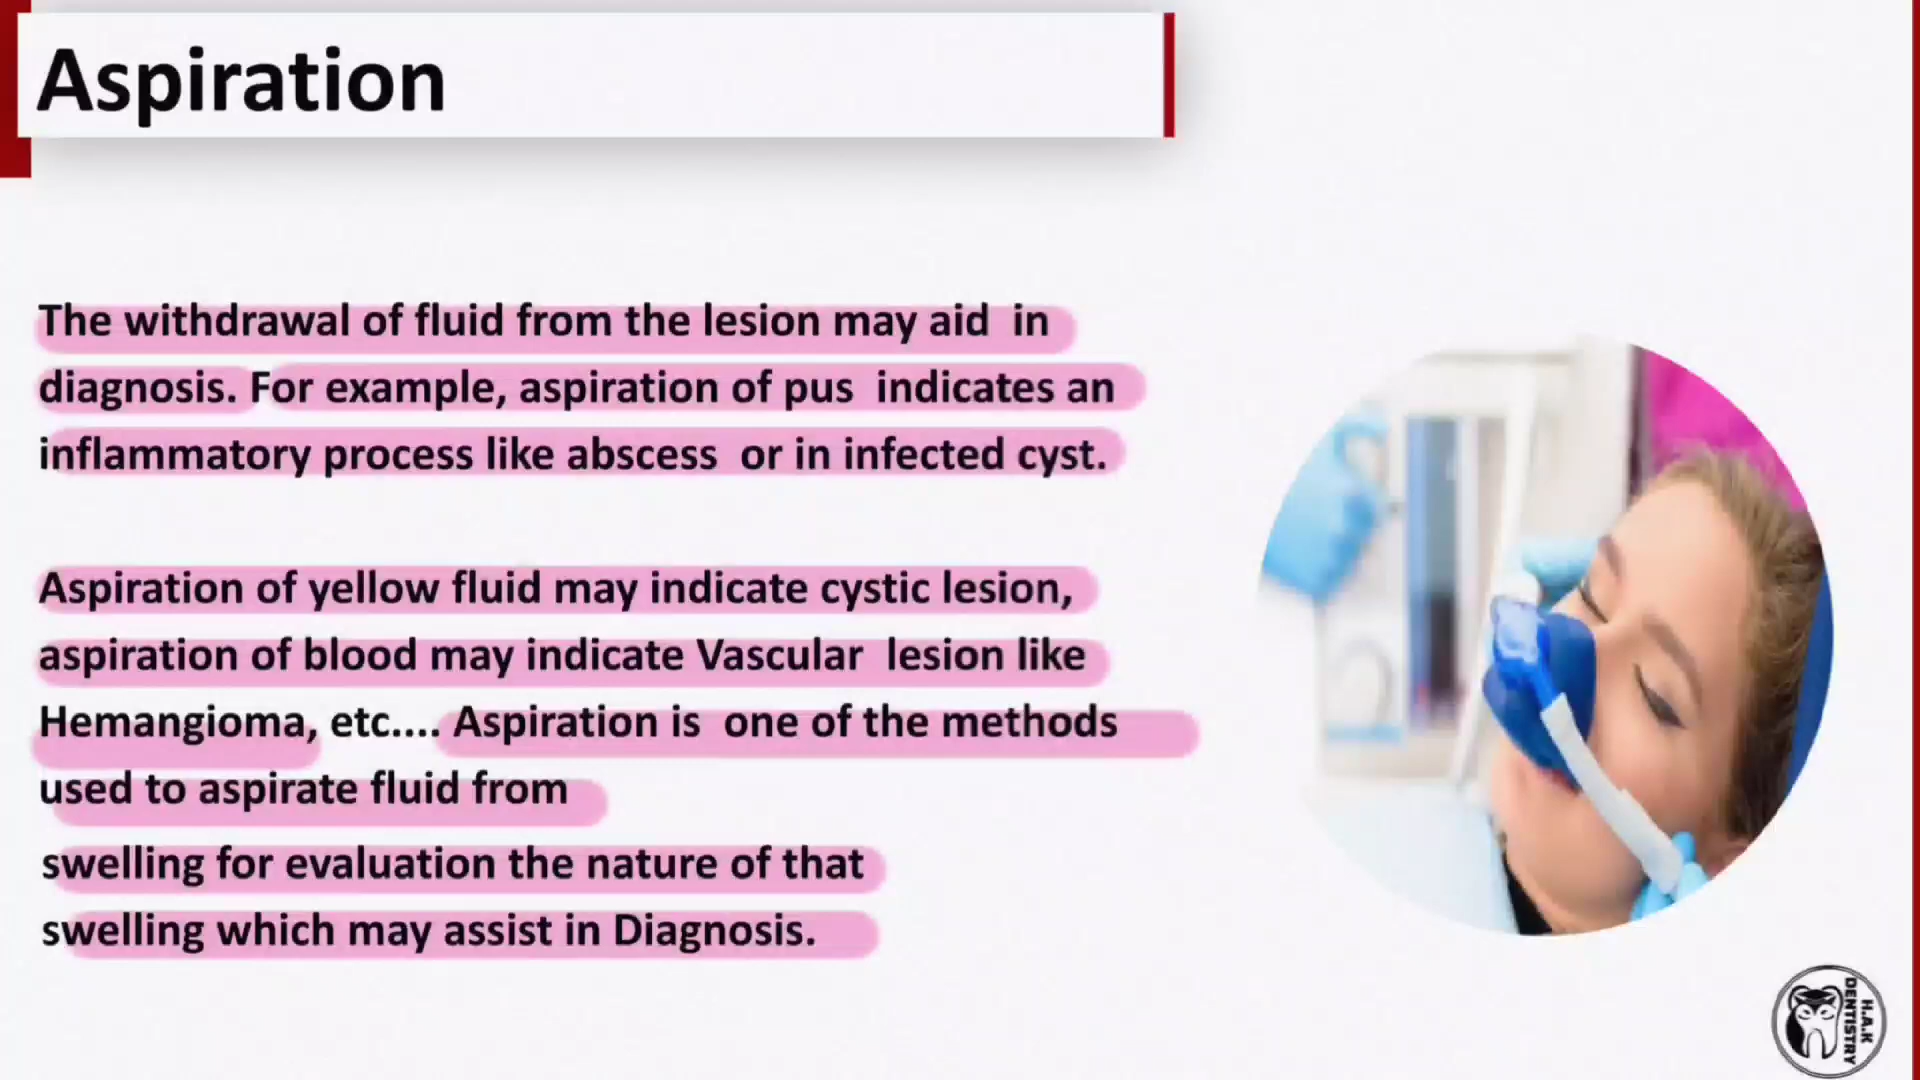 Aspiration
The withdrawal of fluid from the lesion may aid in
diagnosis. For example, aspiration of pus indicates an
inflammatory process like abscess or in infected cyst.
Aspiration of yellow fluid may indicate cystic lesion,
aspiration of blood may indicate Vascular lesion like
Hemangioma, etc.... Aspiration is one of the methods
used to aspirate fluid from
swelling for evaluation the nature of that
swelling which may assist in Diagnosis.
H.A.K
DENTISTRY